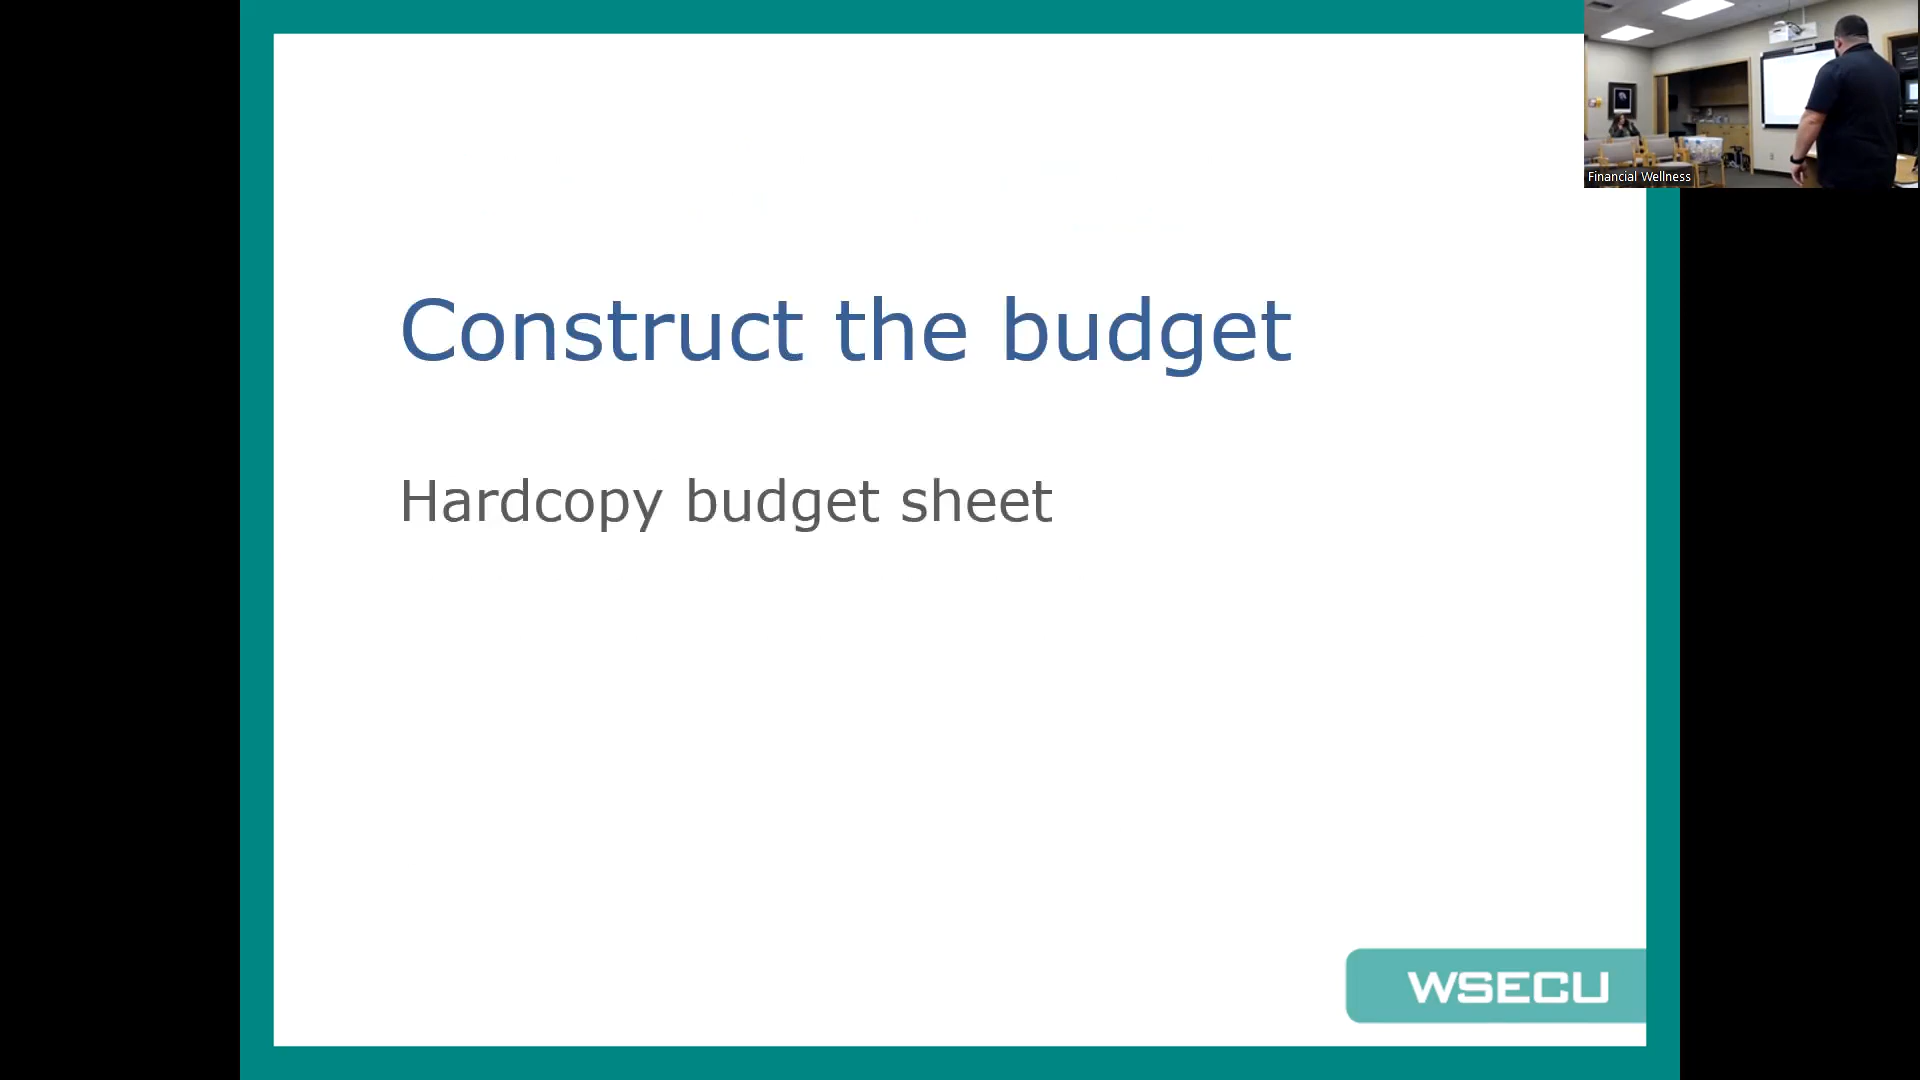 Construct the budget
Hardcopy budget sheet
WSECU
Financial Wellness